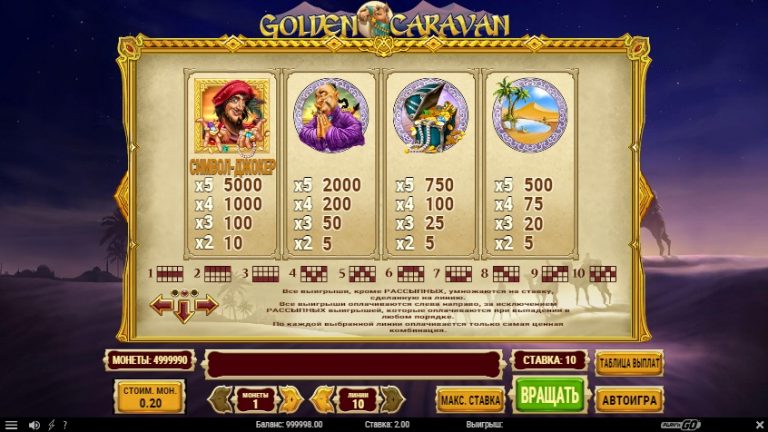 GOLDEN CARAVAN
СИМВОЛ-ДЖОКЕР
x5 5000
x4 1000
x3 100
x2 10
x5 2000
x4 200
x3 50
x2 5
x5 750
x4 100
x3 25
x2 5
x5 500
x4 75
x3 20
x2 5
1 2 3 4 5 6 7 8 9 10
Все выигрыши, кроме РАССЫПНЫХ, умножаются на ставку,
сделанную на линию.
Все выигрыши оплачиваются слева направо, за исключением
РАССЫПНЫХ выигрышей, которые оплачиваются при выпадении в
любом порядке.
По каждой выбранной линии оплачивается только самая ценная
комбинация.
МОНЕТЫ: 4999990
СТАВКА: 10
ТАБЛИЦА ВЫПЛАТ
СТОИМ. МОН.
0.20
МОНЕТЫ
1
ЛИНИИ
10
МАКС. СТАВКА
ВРАЩАТЬ
АВТОИГРА
?
Баланс: 999998.00 Ставка: 2.00 Выигрыш:
PLAY'n GO